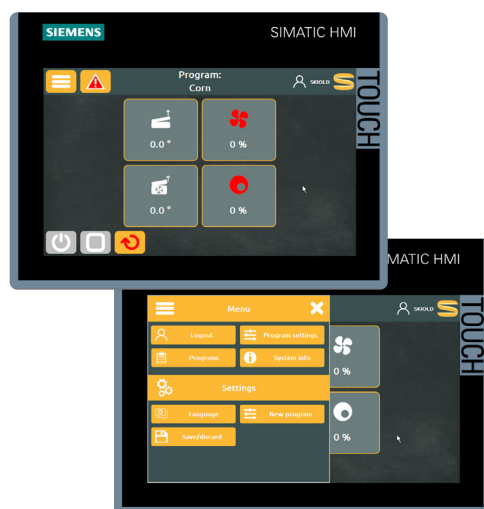 SIEMENS
SIMATIC HMI
TOUCH
Program:
Corn
SKIOLD
0.0 °
0 %
0.0 °
0 %
MATIC HMI
TOUCH
Menu
SKIOLD
Logout
Program settings
Programs
System info
0 %
Settings
Language
New program
Save/discard
0 %